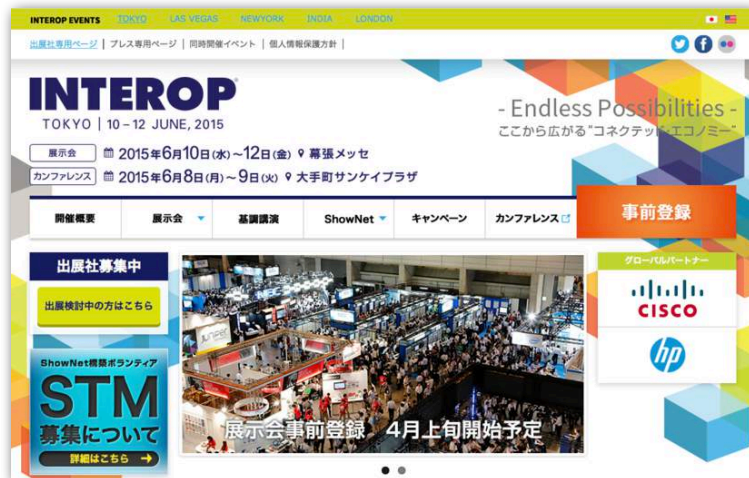 INTEROP EVENTS TOKYO LAS VEGAS NEWYORK INDIA LONDON
出展社専用ページ | プレス専用ページ | 同時開催イベント | 個人情報保護方針 |
INTEROP
TOKYO | 10–12 JUNE, 2015
- Endless Possibilities -
ここから広がる"コネクテッド・エコノミー"
展示会 2015年6月10日(水)～12日(金) 幕張メッセ
カンファレンス 2015年6月8日(月)～9日(火) 大手町サンケイプラザ
開催概要 展示会 基調講演 ShowNet キャンペーン カンファレンス 事前登録
出展社募集中
出展検討中の方はこちら
ShowNet構築ボランティア
STM
募集について
詳細はこちら →
JUNIPER
展示会事前登録 4月上旬開始予定
グローバルパートナー
CISCO
hp